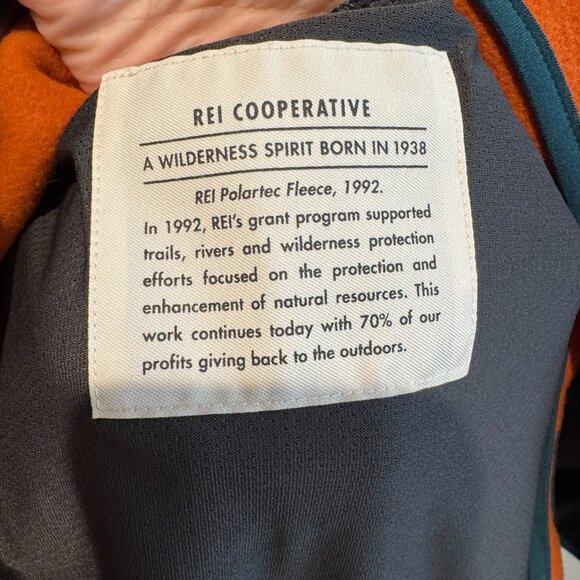 REI COOPERATIVE
A WILDERNESS SPIRIT BORN IN 1938
REI Polartec Fleece, 1992.
In 1992, REI's grant program supported
trails, rivers and wilderness protection
efforts focused on the protection and
enhancement of natural resources. This
work continues today with 70% of our
profits giving back to the outdoors.